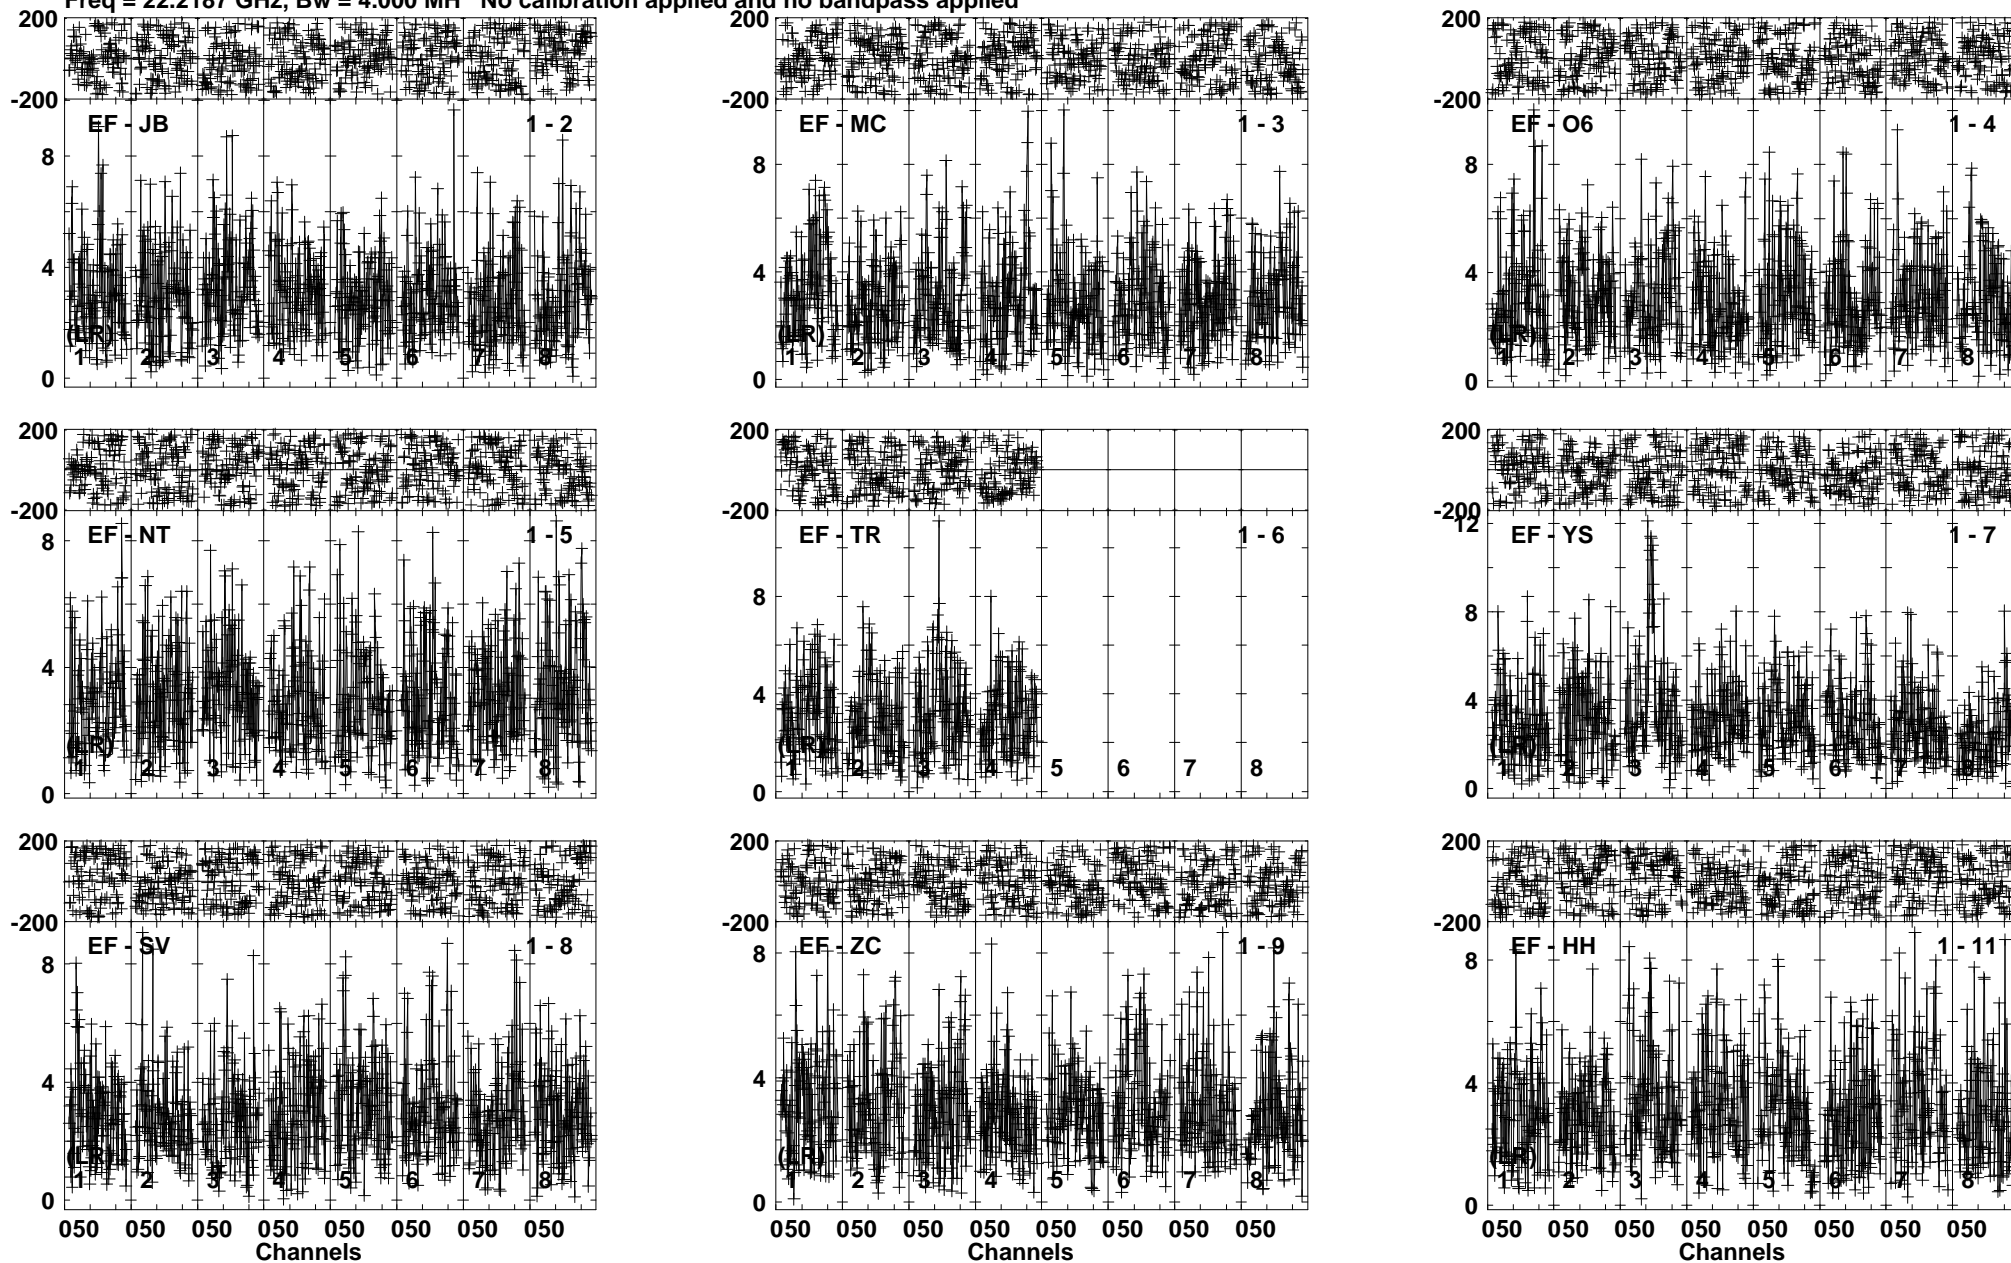 Freq = 22.2187 GHz, Bw = 4.000 MH No calibration applied and no bandpass applied
200
-200
EF - JB 1 - 2
8
4
0
(LR)
1 2 3 4 5 6 7 8
200
-200
EF - MC 1 - 3
8
4
0
(LR)
1 2 3 4 5 6 7 8
200
-200
EF - O6 1 - 4
8
4
0
(LR)
1 2 3 4 5 6 7 8
200
-200
EF - NT 1 - 5
8
4
0
(LR)
1 2 3 4 5 6 7 8
200
-200
EF - TR 1 - 6
8
4
0
(LR)
1 2 3 4 5 6 7 8
200
-200
12
EF - YS 1 - 7
8
4
0
(LR)
1 2 3 4 5 6 7 8
200
-200
EF - SV 1 - 8
8
4
0
(LR)
1 2 3 4 5 6 7 8
050 050 050 050 050 050 050 050
Channels
200
-200
EF - ZC 1 - 9
8
4
0
(LR)
1 2 3 4 5 6 7 8
050 050 050 050 050 050 050 050
Channels
200
-200
EF - HH 1 - 11
8
4
0
(LR)
1 2 3 4 5 6 7 8
050 050 050 050 050 050 050 050
Channels